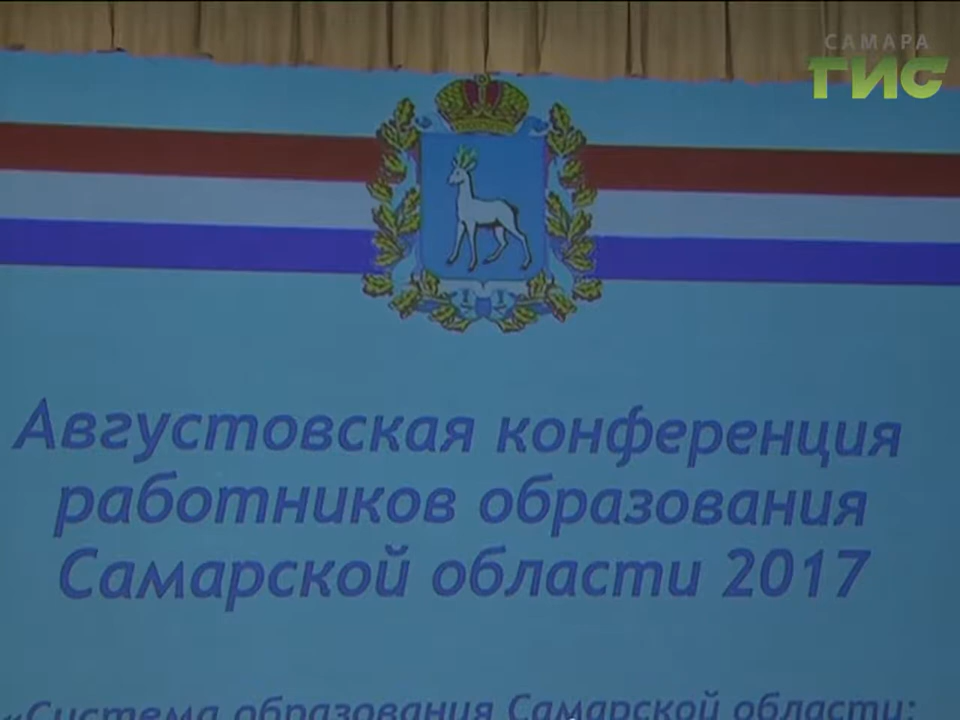 САМАРА
ГИС
Августовская конференция
работников образования
Самарской области 2017
«Система образования Самарской области: